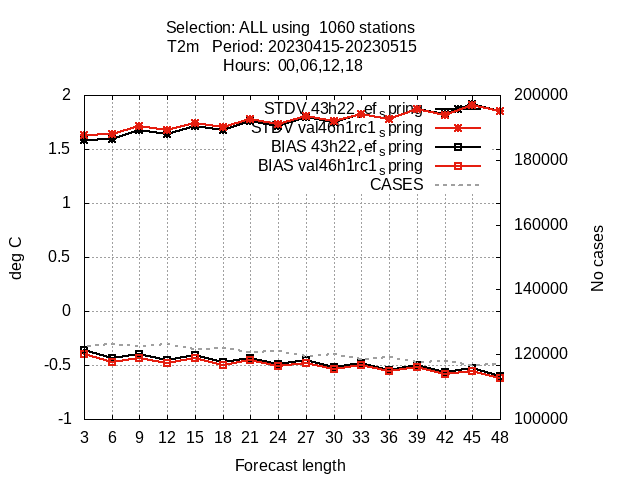 Selection: ALL using  1060 stations
T2m   Period: 20230415-20230515
Hours:  00,06,12,18
2
1.5
1
0.5
0
-0.5
-1
deg C
200000
180000
160000
140000
120000
100000
No cases
STDV 43h22_ref_spring
STDV val46h1rc1_spring
BIAS 43h22_ref_spring
BIAS val46h1rc1_spring
CASES
3 6 9 12 15 18 21 24 27 30 33 36 39 42 45 48
Forecast length